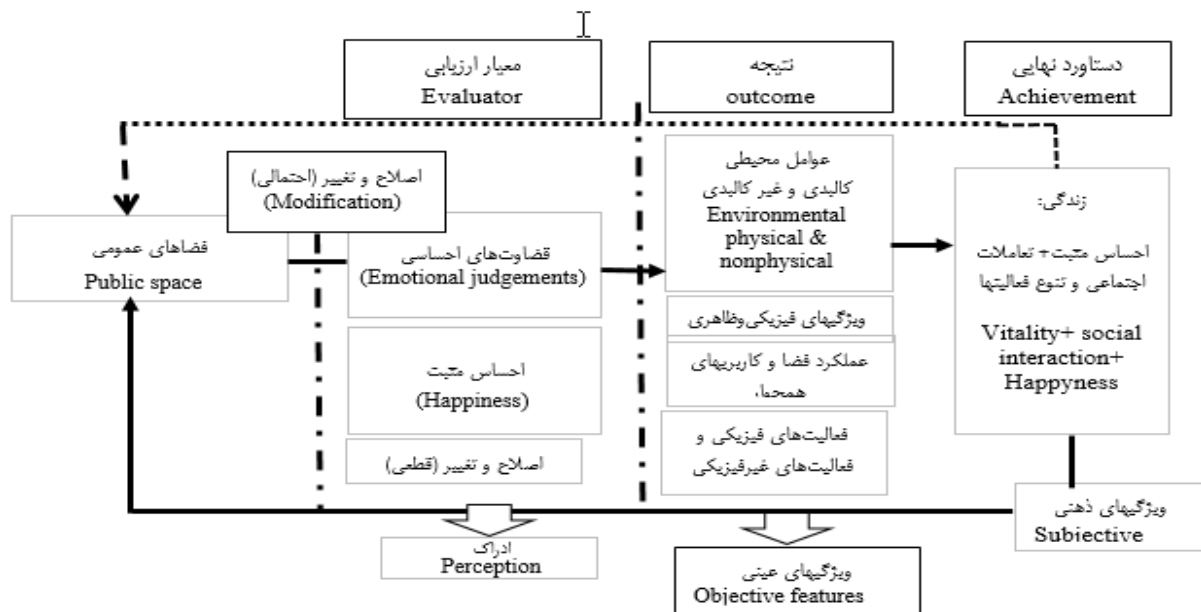 معیار ارزیابی
Evaluator
نتیجه
outcome
دستاورد نهایی
Achievement
اصلاح و تغییر (احتمالی)
(Modification)
فضاهای عمومی
Public space
قضاوت‌های احساسی
(Emotional judgements)
احساس مثبت
(Happiness)
اصلاح و تغییر (قطعی)
عوامل محیطی
کالبدی و غیر کالبدی
Environmental
physical &
nonphysical
ویژگیهای فیزیکی‌وظاهری
عملکرد فضا و کاربریهای
فعالیت‌های فیزیکی و
فعالیت‌های غیرفیزیکی
زندگی:
احساس مثبت+ تعاملات
اجتماعی و تنوع فعالیتها
Vitality+ social
interaction+
Happyness
ویژگیهای ذهنی
Subjective
ادراک
Perception
ویژگیهای عینی
Objective features